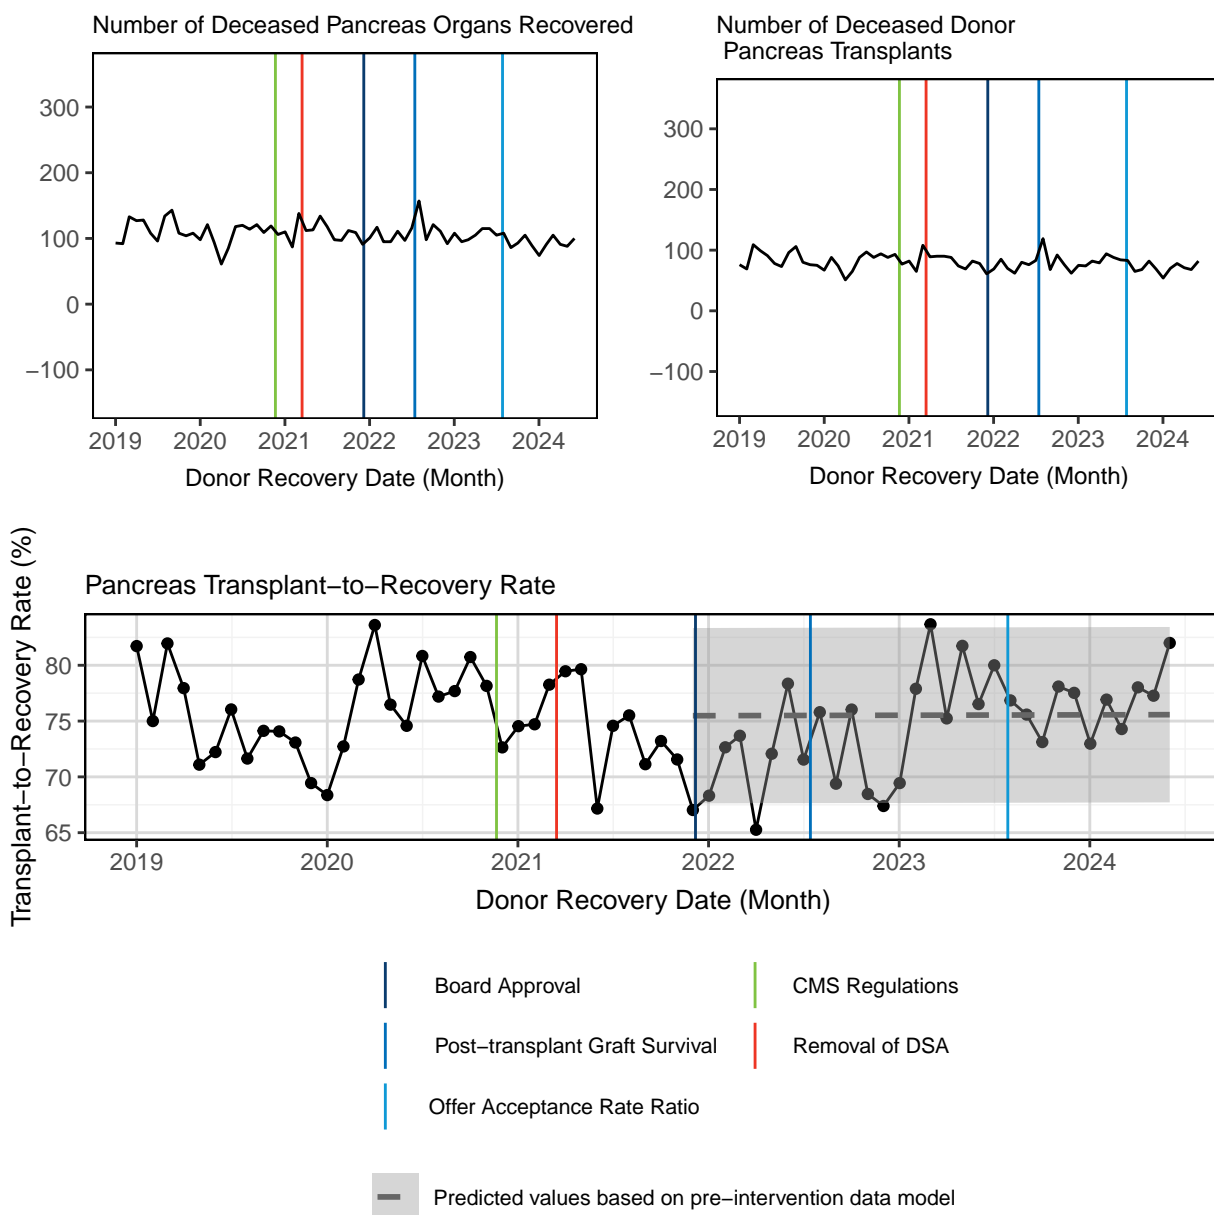 Number of Deceased Pancreas Organs Recovered
300
200
100
0
−100
2019 2020 2021 2022 2023 2024
Donor Recovery Date (Month)
Number of Deceased Donor
Pancreas Transplants
300
200
100
0
−100
2019 2020 2021 2022 2023 2024
Donor Recovery Date (Month)
Transplant−to−Recovery Rate (%)
Pancreas Transplant−to−Recovery Rate
80
75
70
65
2019 2020 2021 2022 2023 2024
Donor Recovery Date (Month)
Board Approval
CMS Regulations
Post−transplant Graft Survival
Removal of DSA
Offer Acceptance Rate Ratio
Predicted values based on pre−intervention data model